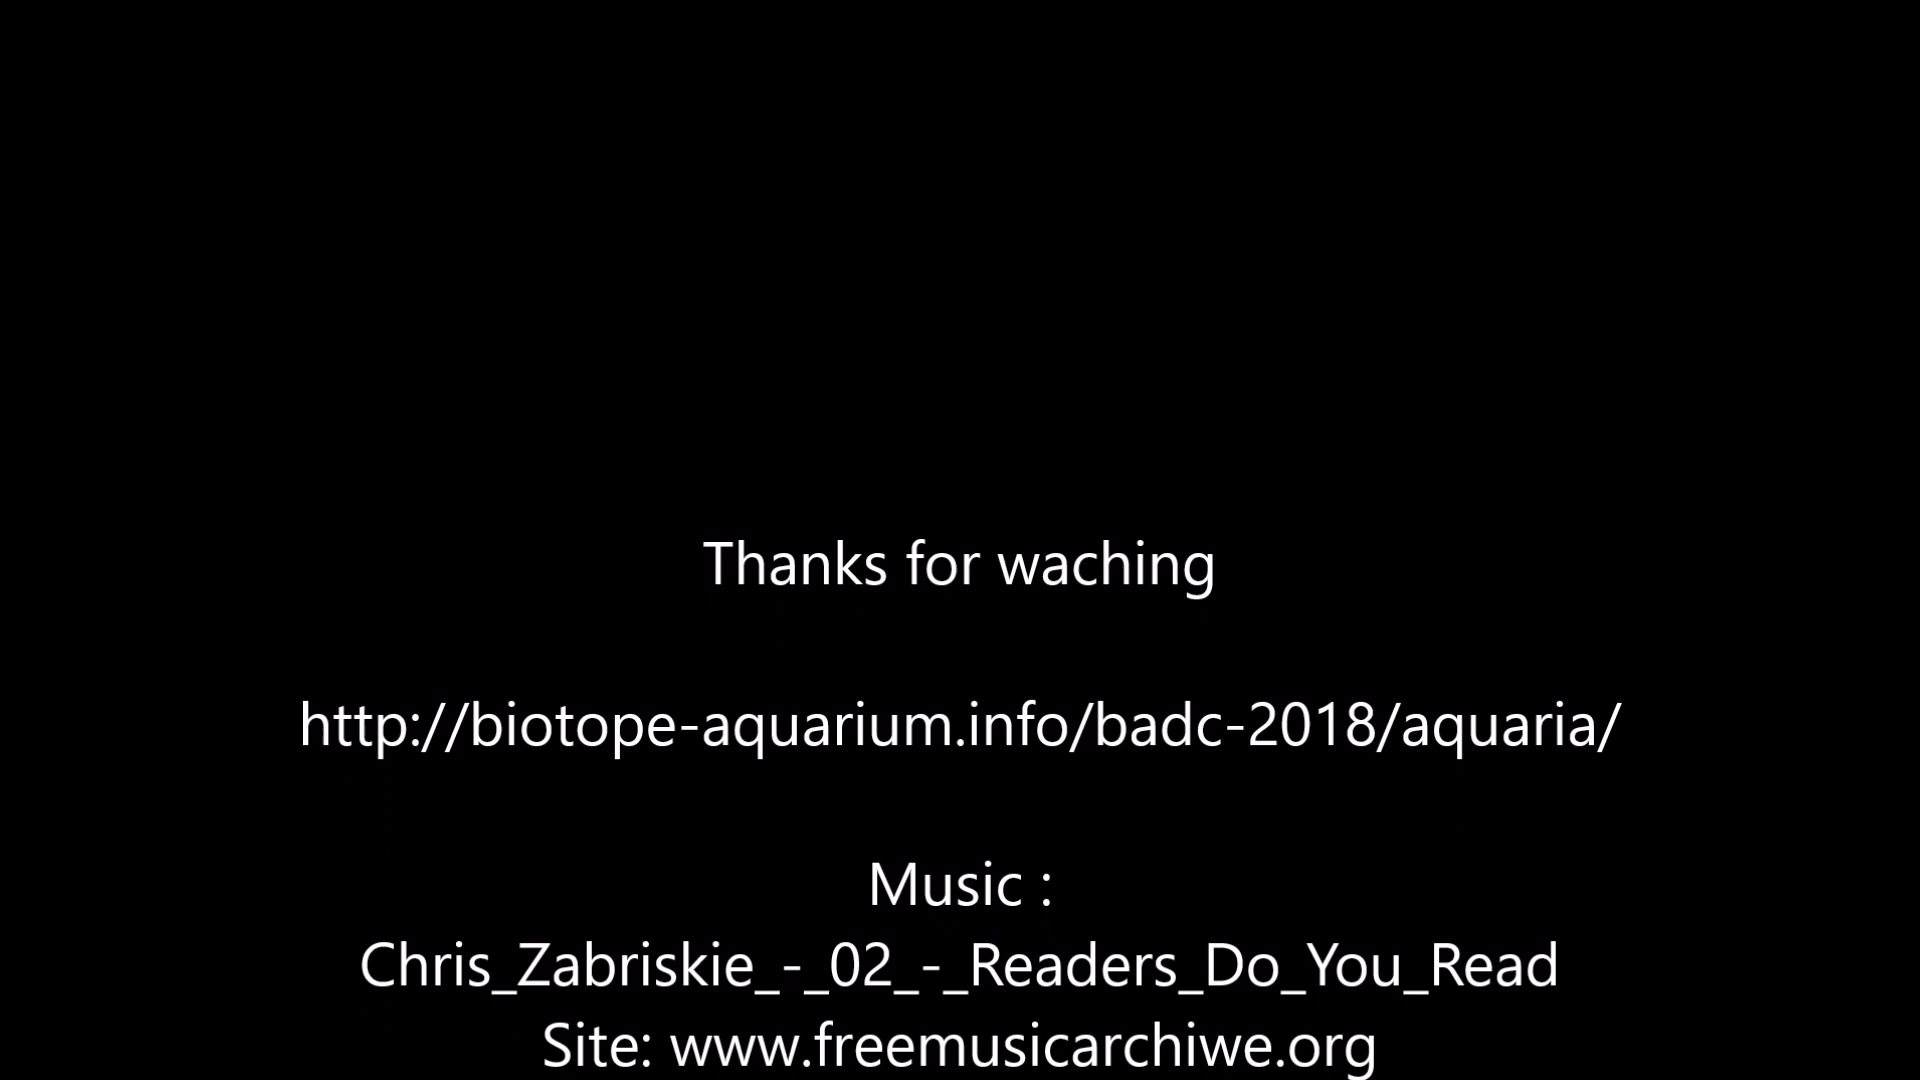 Thanks for waching
http://biotope-aquarium.info/badc-2018/aquaria/
Music :
Chris_Zabriskie_-_02_-_Readers_Do_You_Read
Site: www.freemusicarchiwe.org